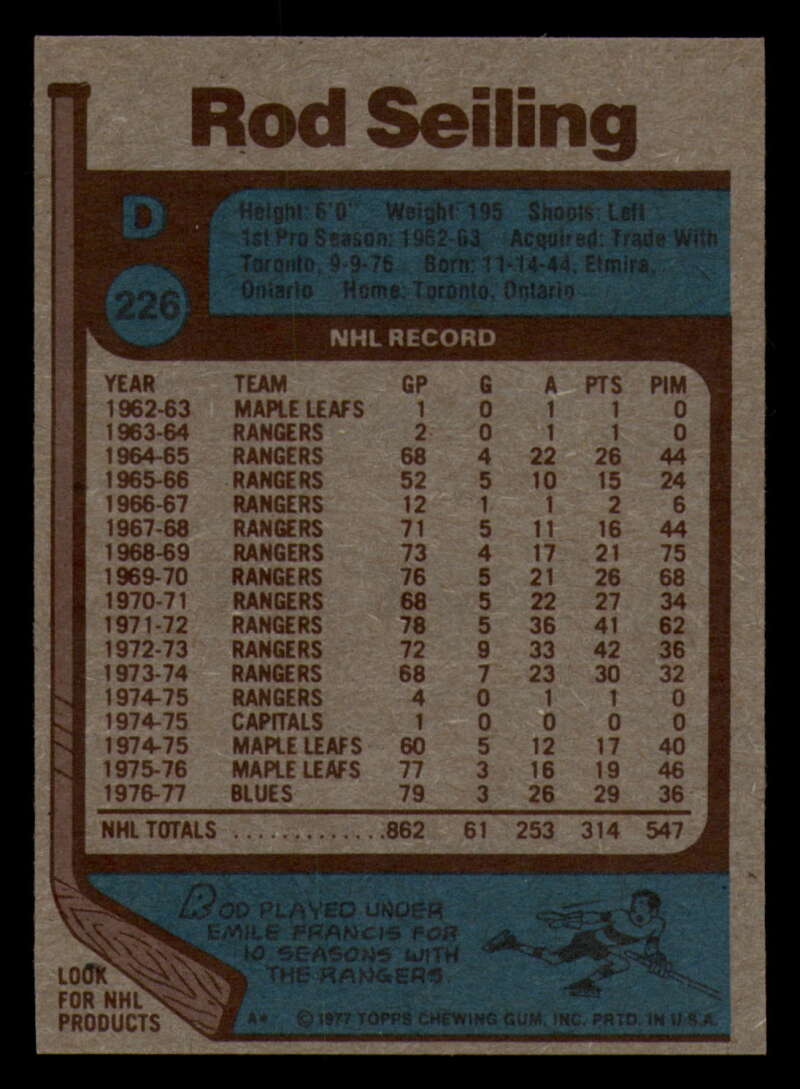 Rod Seiling
D
Height: 6'0" Weight: 195 Shoots: Left
1st Pro Season: 1962-63 Acquired: Trade With
Toronto, 9-9-76 Born: 11-14-44, Elmira,
Ontario Home: Toronto, Ontario
226
NHL RECORD
YEAR TEAM GP G A PTS PIM
1962-63 MAPLE LEAFS 1 0 1 1 0
1963-64 RANGERS 2 0 1 1 0
1964-65 RANGERS 68 4 22 26 44
1965-66 RANGERS 52 5 10 15 24
1966-67 RANGERS 12 1 1 2 6
1967-68 RANGERS 71 5 11 16 44
1968-69 RANGERS 73 4 17 21 75
1969-70 RANGERS 76 5 21 26 68
1970-71 RANGERS 68 5 22 27 34
1971-72 RANGERS 78 5 36 41 62
1972-73 RANGERS 72 9 33 42 36
1973-74 RANGERS 68 7 23 30 32
1974-75 RANGERS 4 0 1 1 0
1974-75 CAPITALS 1 0 0 0 0
1974-75 MAPLE LEAFS 60 5 12 17 40
1975-76 MAPLE LEAFS 77 3 16 19 46
1976-77 BLUES 79 3 26 29 36
NHL TOTALS .............862 61 253 314 547
ROD PLAYED UNDER
EMILE FRANCIS FOR
10 SEASONS WITH
THE RANGERS.
LOOK
FOR NHL
PRODUCTS
A* © 1977 TOPPS CHEWING GUM, INC. PRTD. IN U.S.A.